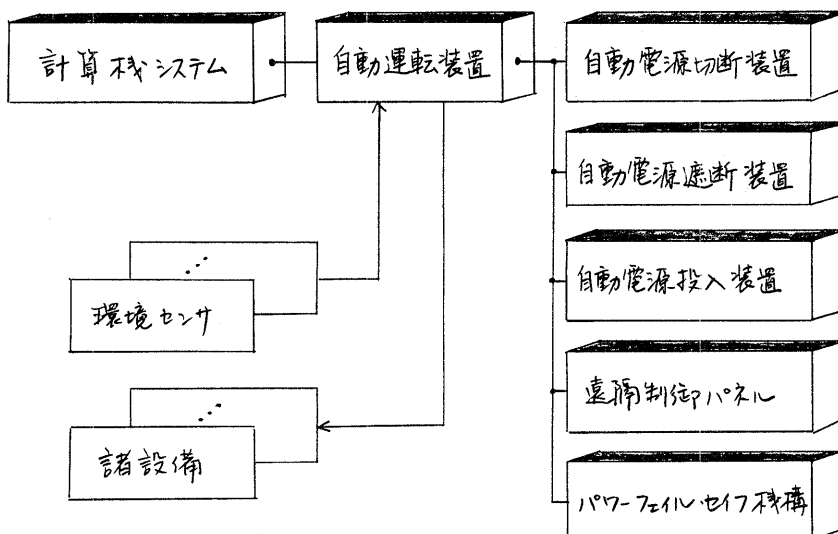 計算機システム
自動運転装置
自動電源切断装置
自動電源遮断装置
環境センサ
自動電源投入装置
遠隔制御パネル
諸設備
パワーフェイル・セイフ機構